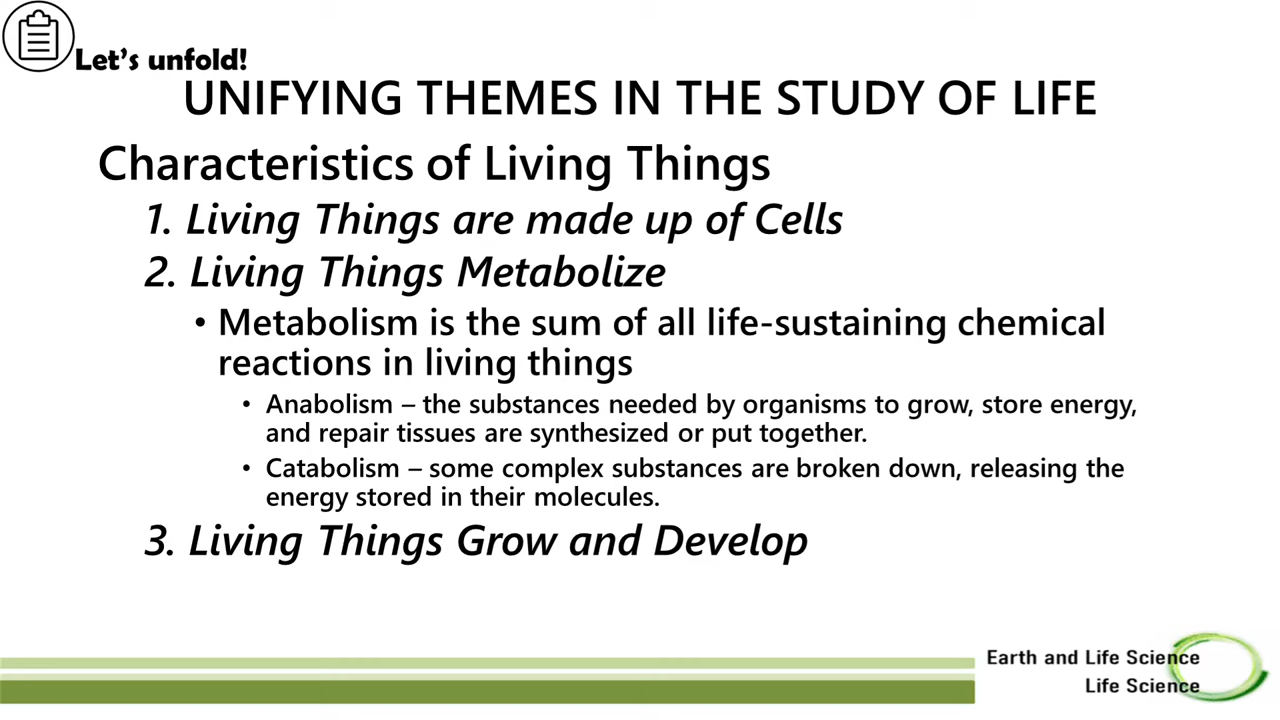 Let's unfold!
UNIFYING THEMES IN THE STUDY OF LIFE
Characteristics of Living Things
1. Living Things are made up of Cells
2. Living Things Metabolize
• Metabolism is the sum of all life-sustaining chemical
reactions in living things
• Anabolism – the substances needed by organisms to grow, store energy,
and repair tissues are synthesized or put together.
• Catabolism – some complex substances are broken down, releasing the
energy stored in their molecules.
3. Living Things Grow and Develop
Earth and Life Science
Life Science